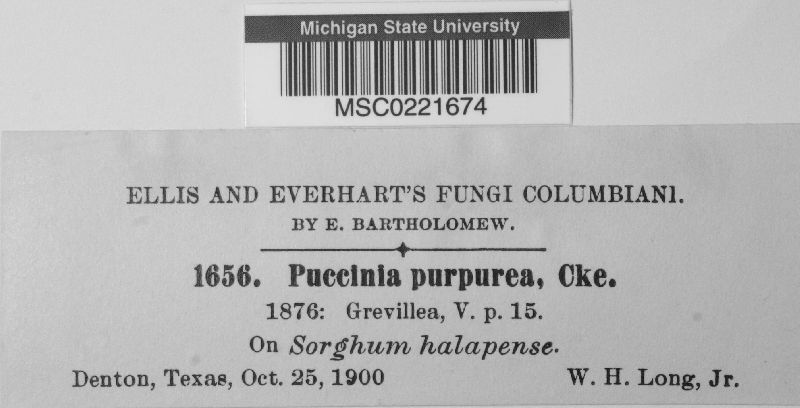 Michigan State University
MSC0221674
ELLIS AND EVERHART'S FUNGI COLUMBIANI.
BY E. BARTHOLOMEW.
1656. Puccinia purpurea, Cke.
1876: Grevillea, V. p. 15.
On Sorghum halapense.
Denton, Texas, Oct. 25, 1900 W. H. Long, Jr.